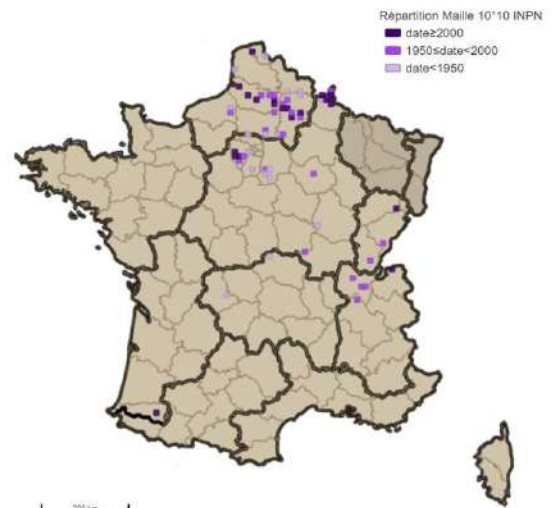 Répartition Maille 10*10 INPN
date≥2000
1950≤date<2000
date<1950